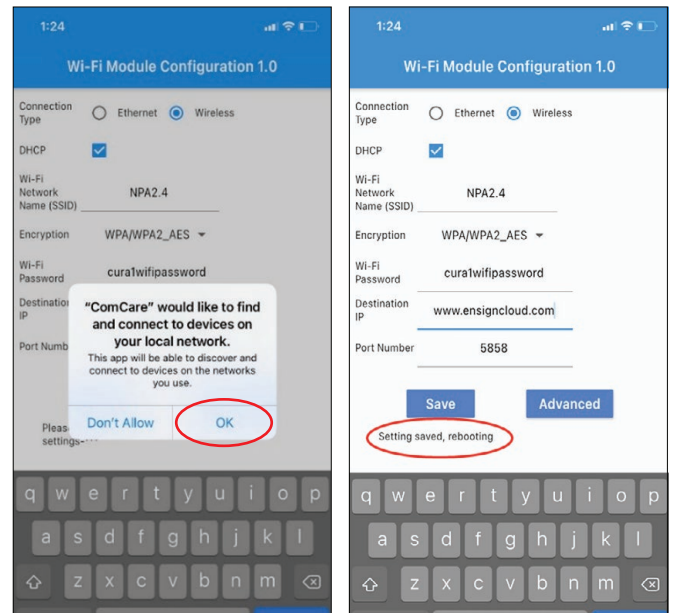 1:24
Wi-Fi Module Configuration 1.0
Connection
Type
Ethernet
Wireless
DHCP
Wi-Fi
Network
Name (SSID)
NPA2.4
Encryption
WPA/WPA2_AES
Wi-Fi
Password
cura1wifipassword
Destination
IP
Port Numb
"ComCare" would like to find
and connect to devices on
your local network.
This app will be able to discover and
connect to devices on the networks
you use.
Don't Allow
OK
Pleas
settings
q w e r t y u i o p
a s d f g h j k l
z x c v b n m
1:24
Wi-Fi Module Configuration 1.0
Connection
Type
Ethernet
Wireless
DHCP
Wi-Fi
Network
Name (SSID)
NPA2.4
Encryption
WPA/WPA2_AES
Wi-Fi
Password
cura1wifipassword
Destination
IP
www.ensigncloud.com
Port Number
5858
Save
Advanced
Setting saved, rebooting
q w e r t y u i o p
a s d f g h j k l
z x c v b n m